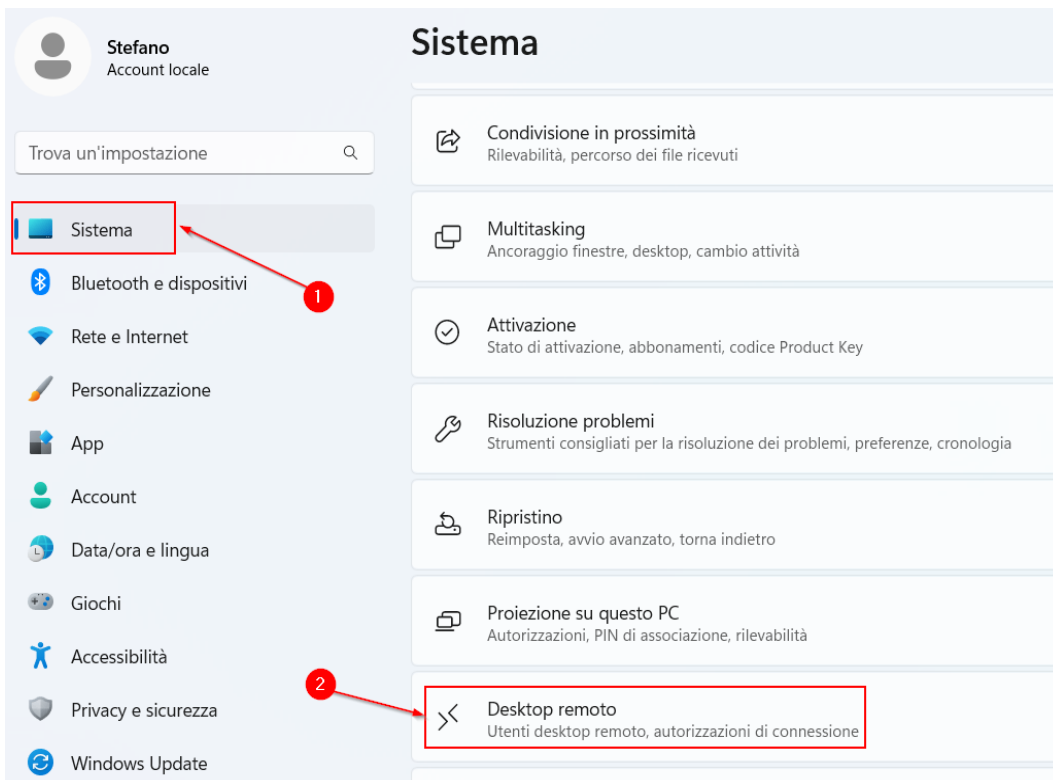 Stefano
Account locale
Trova un'impostazione
Sistema
1
Bluetooth e dispositivi
Rete e Internet
Personalizzazione
App
Account
Data/ora e lingua
Giochi
Accessibilità
Privacy e sicurezza
Windows Update
Sistema
Condivisione in prossimità
Rilevabilità, percorso dei file ricevuti
Multitasking
Ancoraggio finestre, desktop, cambio attività
Attivazione
Stato di attivazione, abbonamenti, codice Product Key
Risoluzione problemi
Strumenti consigliati per la risoluzione dei problemi, preferenze, cronologia
Ripristino
Reimposta, avvio avanzato, torna indietro
Proiezione su questo PC
Autorizzazioni, PIN di associazione, rilevabilità
2
Desktop remoto
Utenti desktop remoto, autorizzazioni di connessione